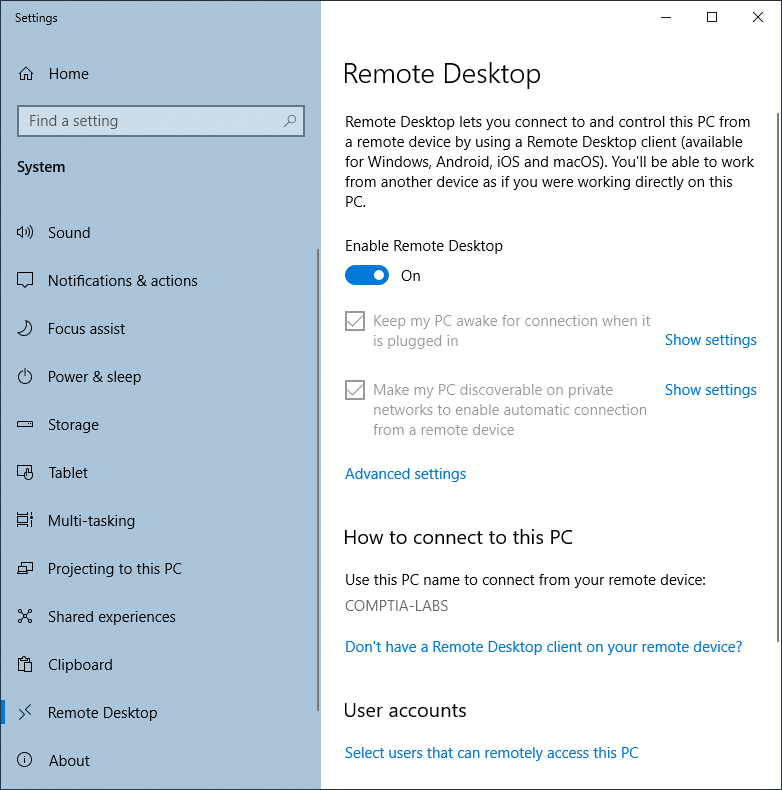 Settings
Home
Find a setting
System
Sound
Notifications & actions
Focus assist
Power & sleep
Storage
Tablet
Multi-tasking
Projecting to this PC
Shared experiences
Clipboard
Remote Desktop
About
Remote Desktop
Remote Desktop lets you connect to and control this PC from
a remote device by using a Remote Desktop client (available
for Windows, Android, iOS and macOS). You'll be able to work
from another device as if you were working directly on this
PC.
Enable Remote Desktop
On
Keep my PC awake for connection when it
is plugged in
Show settings
Make my PC discoverable on private
networks to enable automatic connection
from a remote device
Show settings
Advanced settings
How to connect to this PC
Use this PC name to connect from your remote device:
COMPTIA-LABS
Don't have a Remote Desktop client on your remote device?
User accounts
Select users that can remotely access this PC